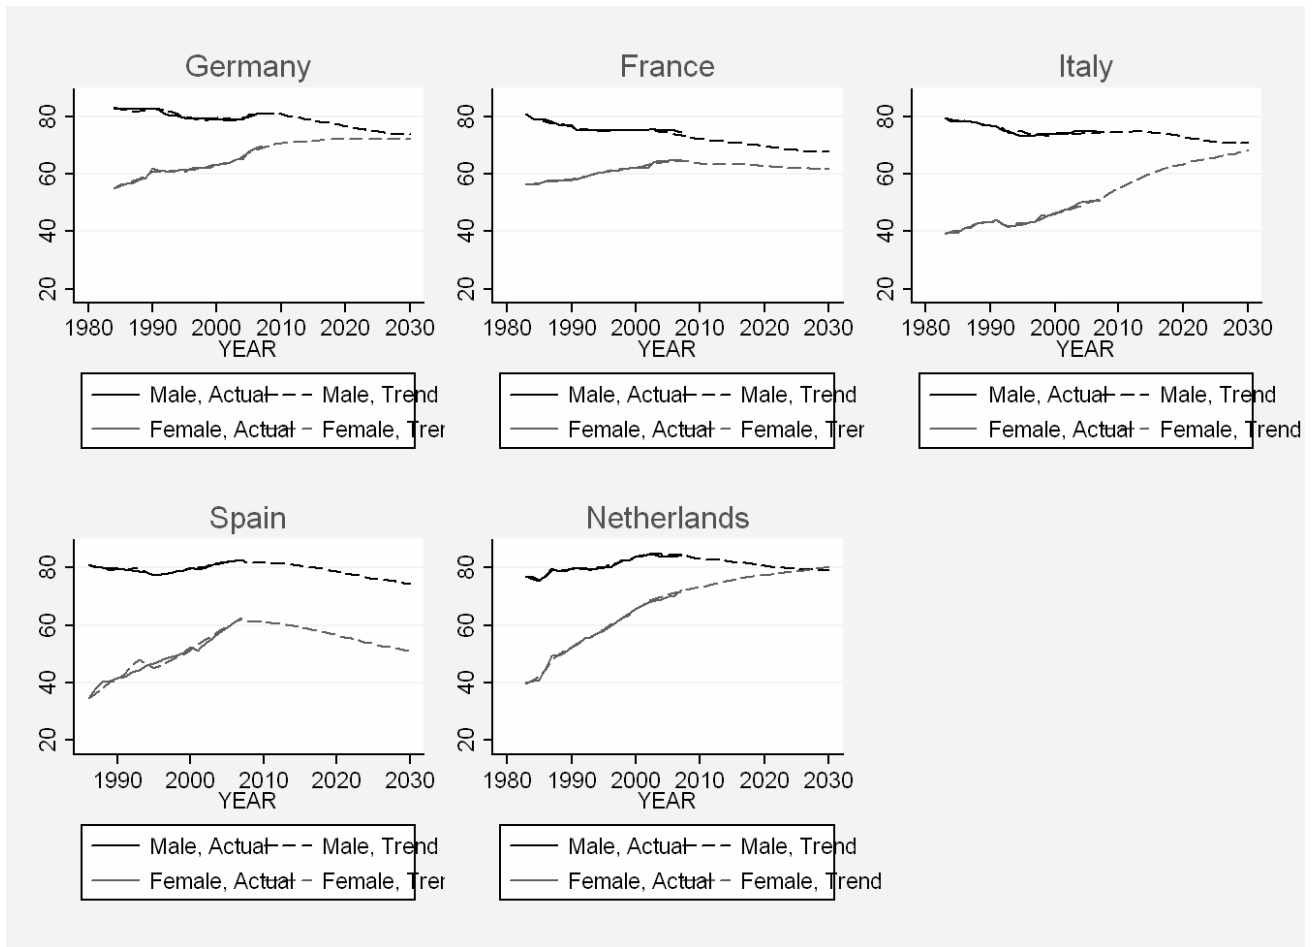 Germany
80
60
40
20
1980 1990 2000 2010 2020 2030
YEAR
Male, Actual Male, Trend
Female, Actual Female, Tren
France
80
60
40
20
1980 1990 2000 2010 2020 2030
YEAR
Male, Actual Male, Trend
Female, Actual Female, Tren
Italy
80
60
40
20
1980 1990 2000 2010 2020 2030
YEAR
Male, Actual Male, Trend
Female, Actual Female, Trend
Spain
80
60
40
20
1990 2000 2010 2020 2030
YEAR
Male, Actual Male, Trend
Female, Actual Female, Tren
Netherlands
80
60
40
20
1980 1990 2000 2010 2020 2030
YEAR
Male, Actual Male, Trend
Female, Actual Female, Trend